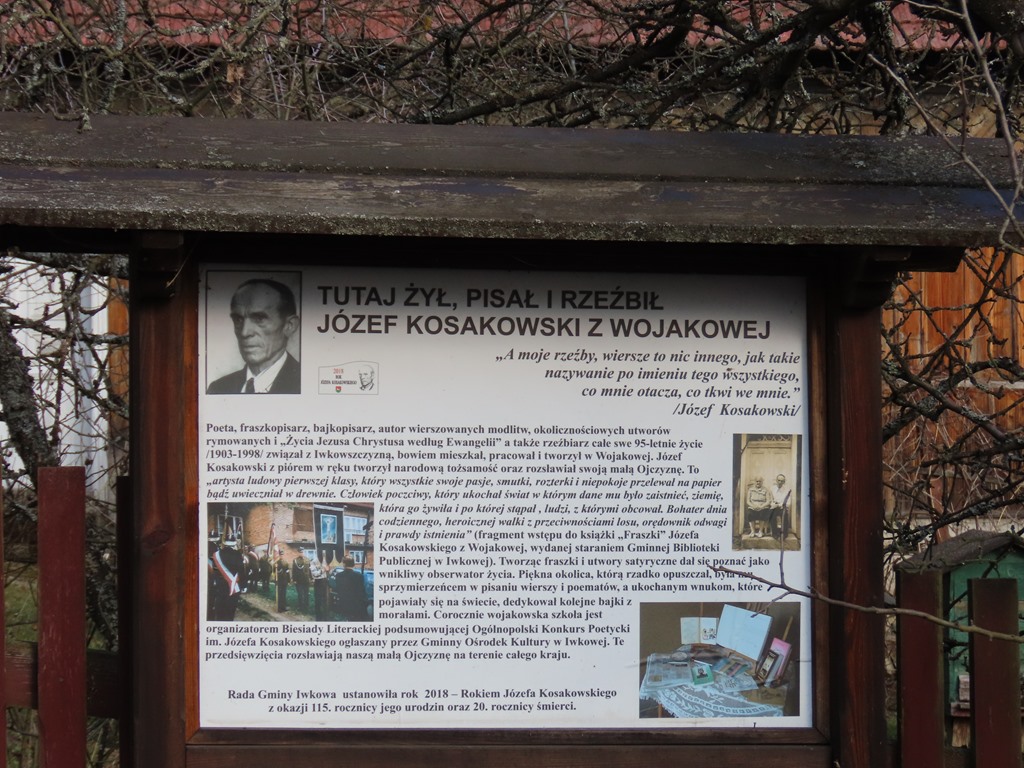 TUTAJ ŻYŁ, PISAŁ I RZEŹBIŁ
JÓZEF KOSAKOWSKI Z WOJAKOWEJ
„A moje rzeźby, wiersze to nic innego, jak takie
nazywanie po imieniu tego wszystkiego,
co mnie otacza, co tkwi we mnie.”
/Józef Kosakowski/
2018
ROK
JÓZEFA KOSAKOWSKIEGO
Poeta, fraszkopisarz, bajkopisarz, autor wierszowanych modlitw, okolicznościowych utworów
rymowanych i „Życia Jezusa Chrystusa według Ewangelii” a także rzeźbiarz całe swe 95-letnie życie
/1903-1998/ związał z Iwkowszczyzną, bowiem mieszkał, pracował i tworzył w Wojakowej. Józef
Kosakowski z piórem w ręku tworzył narodową tożsamość oraz rozsławiał swoją małą Ojczyznę. To
„artysta ludowy pierwszej klasy, który wszystkie swoje pasje, smutki, rozterki i niepokoje przelewał na papier
bądź uwieczniał w drewnie. Człowiek poczciwy, który ukochał świat w którym dane mu było zaistnieć, ziemię,
która go żywiła i po której stąpał , ludzi, z którymi obcował. Bohater dnia
codziennego, heroicznej walki z przeciwnościami losu, orędownik odwagi
i prawdy istnienia” (fragment wstępu do książki „Fraszki” Józefa
Kosakowskiego z Wojakowej, wydanej staraniem Gminnej Biblioteki
Publicznej w Iwkowej). Tworząc fraszki i utwory satyryczne dał się poznać jako
wnikliwy obserwator życia. Piękna okolica, którą rzadko opuszczał, była mu
sprzymierzeńcem w pisaniu wierszy i poematów, a ukochanym wnukom, które
pojawiały się na świecie, dedykował kolejne bajki z
morałami. Corocznie wojakowska szkoła jest
organizatorem Biesiady Literackiej podsumowującej Ogólnopolski Konkurs Poetycki
im. Józefa Kosakowskiego ogłaszany przez Gminny Ośrodek Kultury w Iwkowej. Te
przedsięwzięcia rozsławiają naszą małą Ojczyznę na terenie całego kraju.
Rada Gminy Iwkowa ustanowiła rok 2018 – Rokiem Józefa Kosakowskiego
z okazji 115. rocznicy jego urodzin oraz 20. rocznicy śmierci.